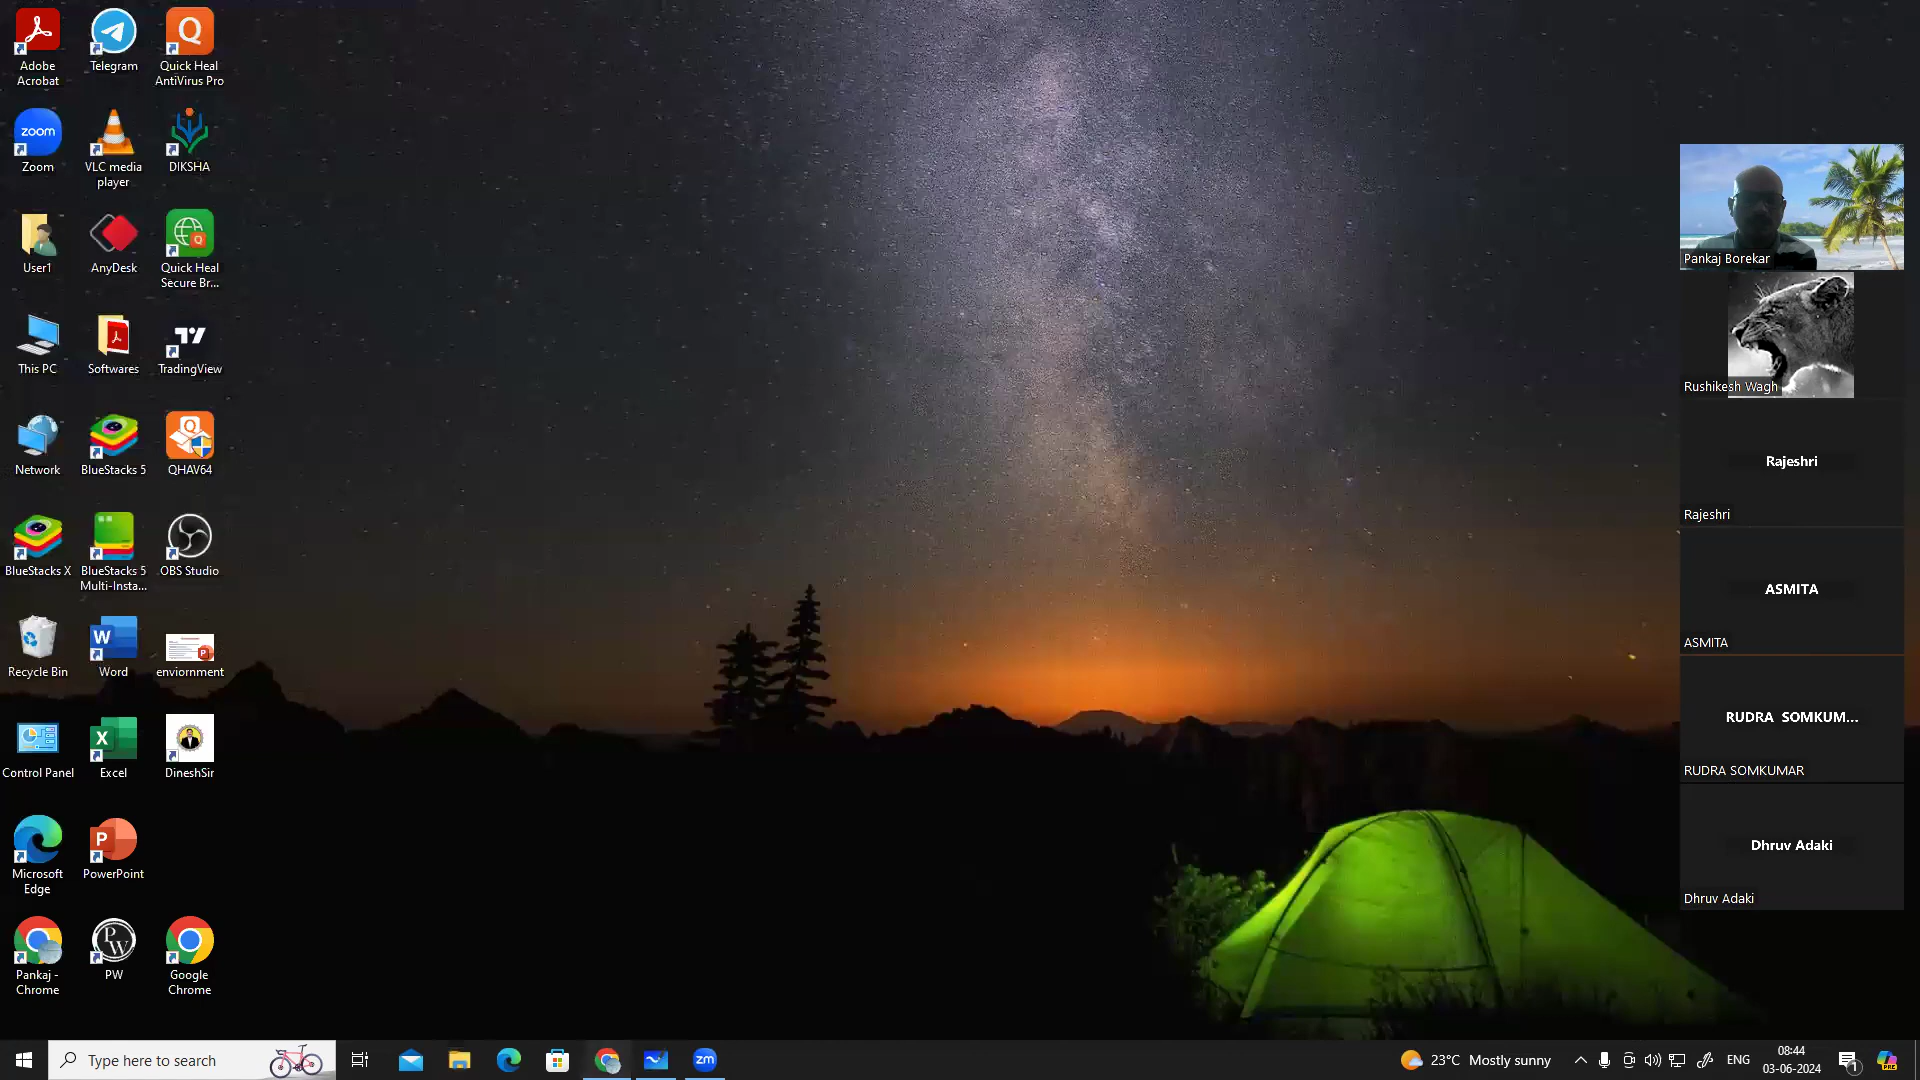 Adobe
Acrobat
Telegram
Quick Heal
AntiVirus Pro
zoom
Zoom
VLC media
player
DIKSHA
User1
AnyDesk
Quick Heal
Secure Br...
This PC
Softwares
TradingView
Network
BlueStacks 5
QHAV64
BlueStacks X
BlueStacks 5
Multi-Insta...
OBS Studio
Recycle Bin
Word
enviornment
Control Panel
Excel
DineshSir
Microsoft
Edge
PowerPoint
Pankaj -
Chrome
PW
Google
Chrome
Pankaj Borekar
Rushikesh Wagh
Rajeshri
Rajeshri
ASMITA
ASMITA
RUDRA SOMKUM...
RUDRA SOMKUMAR
Dhruv Adaki
Dhruv Adaki
Type here to search
zm
23°C Mostly sunny
ENG
08:44
03-06-2024
1